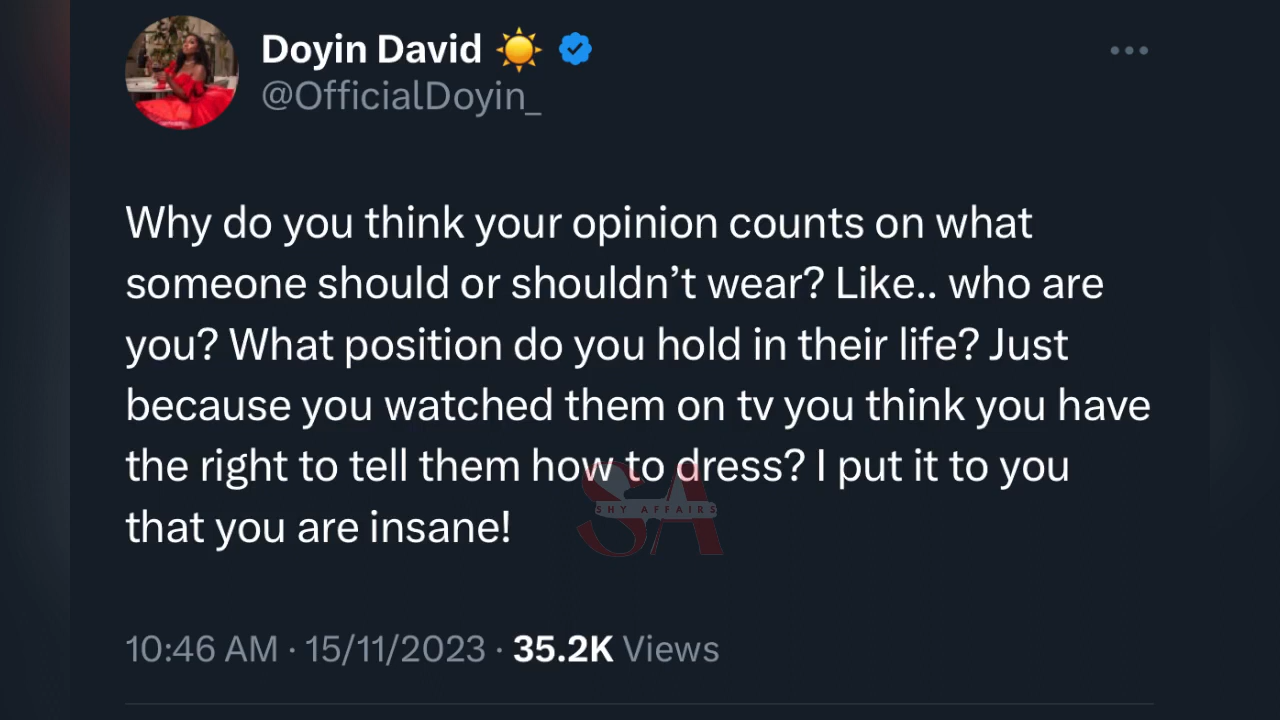 Doyin David ☀️
@OfficialDoyin_
Why do you think your opinion counts on what
someone should or shouldn’t wear? Like.. who are
you? What position do you hold in their life? Just
because you watched them on tv you think you have
the right to tell them how to dress? I put it to you
that you are insane!
SA
SHY AFFAIRS
10:46 AM · 15/11/2023 · 35.2K Views